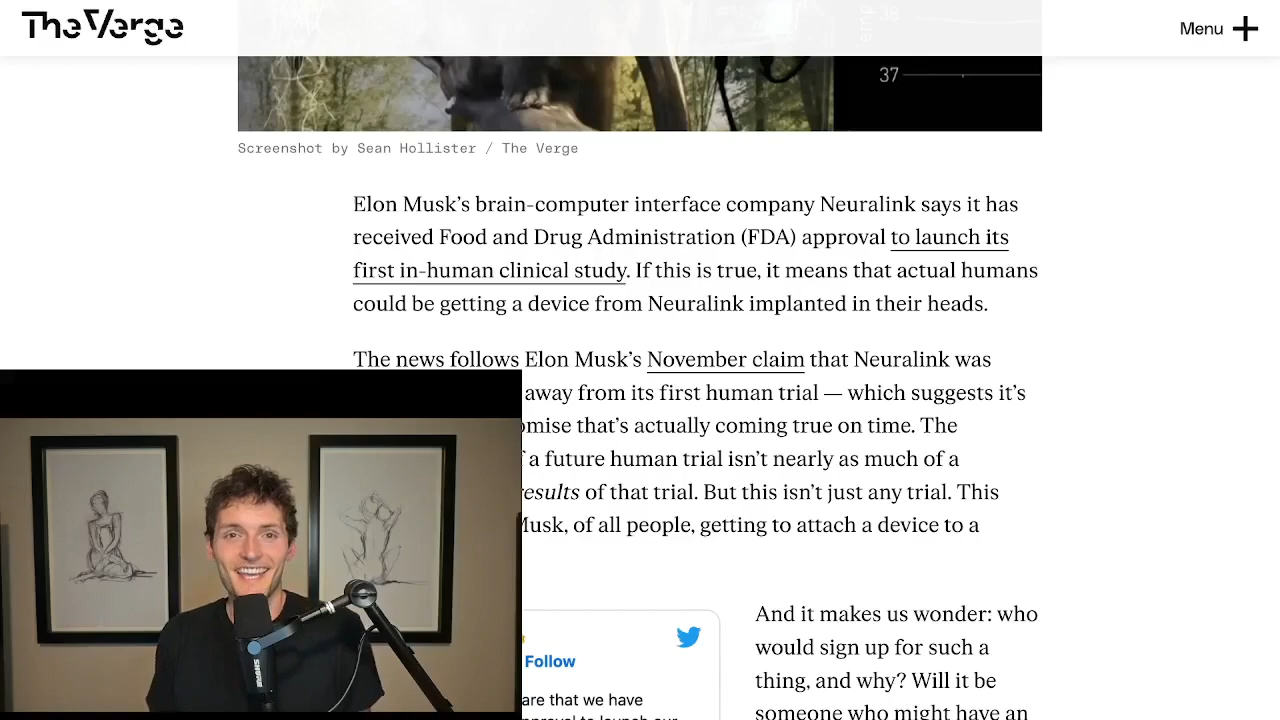 The Verge
Menu
37
Screenshot by Sean Hollister / The Verge
Elon Musk’s brain-computer interface company Neuralink says it has
received Food and Drug Administration (FDA) approval to launch its
first in-human clinical study. If this is true, it means that actual humans
could be getting a device from Neuralink implanted in their heads.
The news follows Elon Musk’s November claim that Neuralink was
away from its first human trial — which suggests it’s
that’s actually coming true on time. The
a future human trial isn’t nearly as much of a
results of that trial. But this isn’t just any trial. This
Musk, of all people, getting to attach a device to a
Follow
are that we have
And it makes us wonder: who
would sign up for such a
thing, and why? Will it be
someone who might have an
SHURE